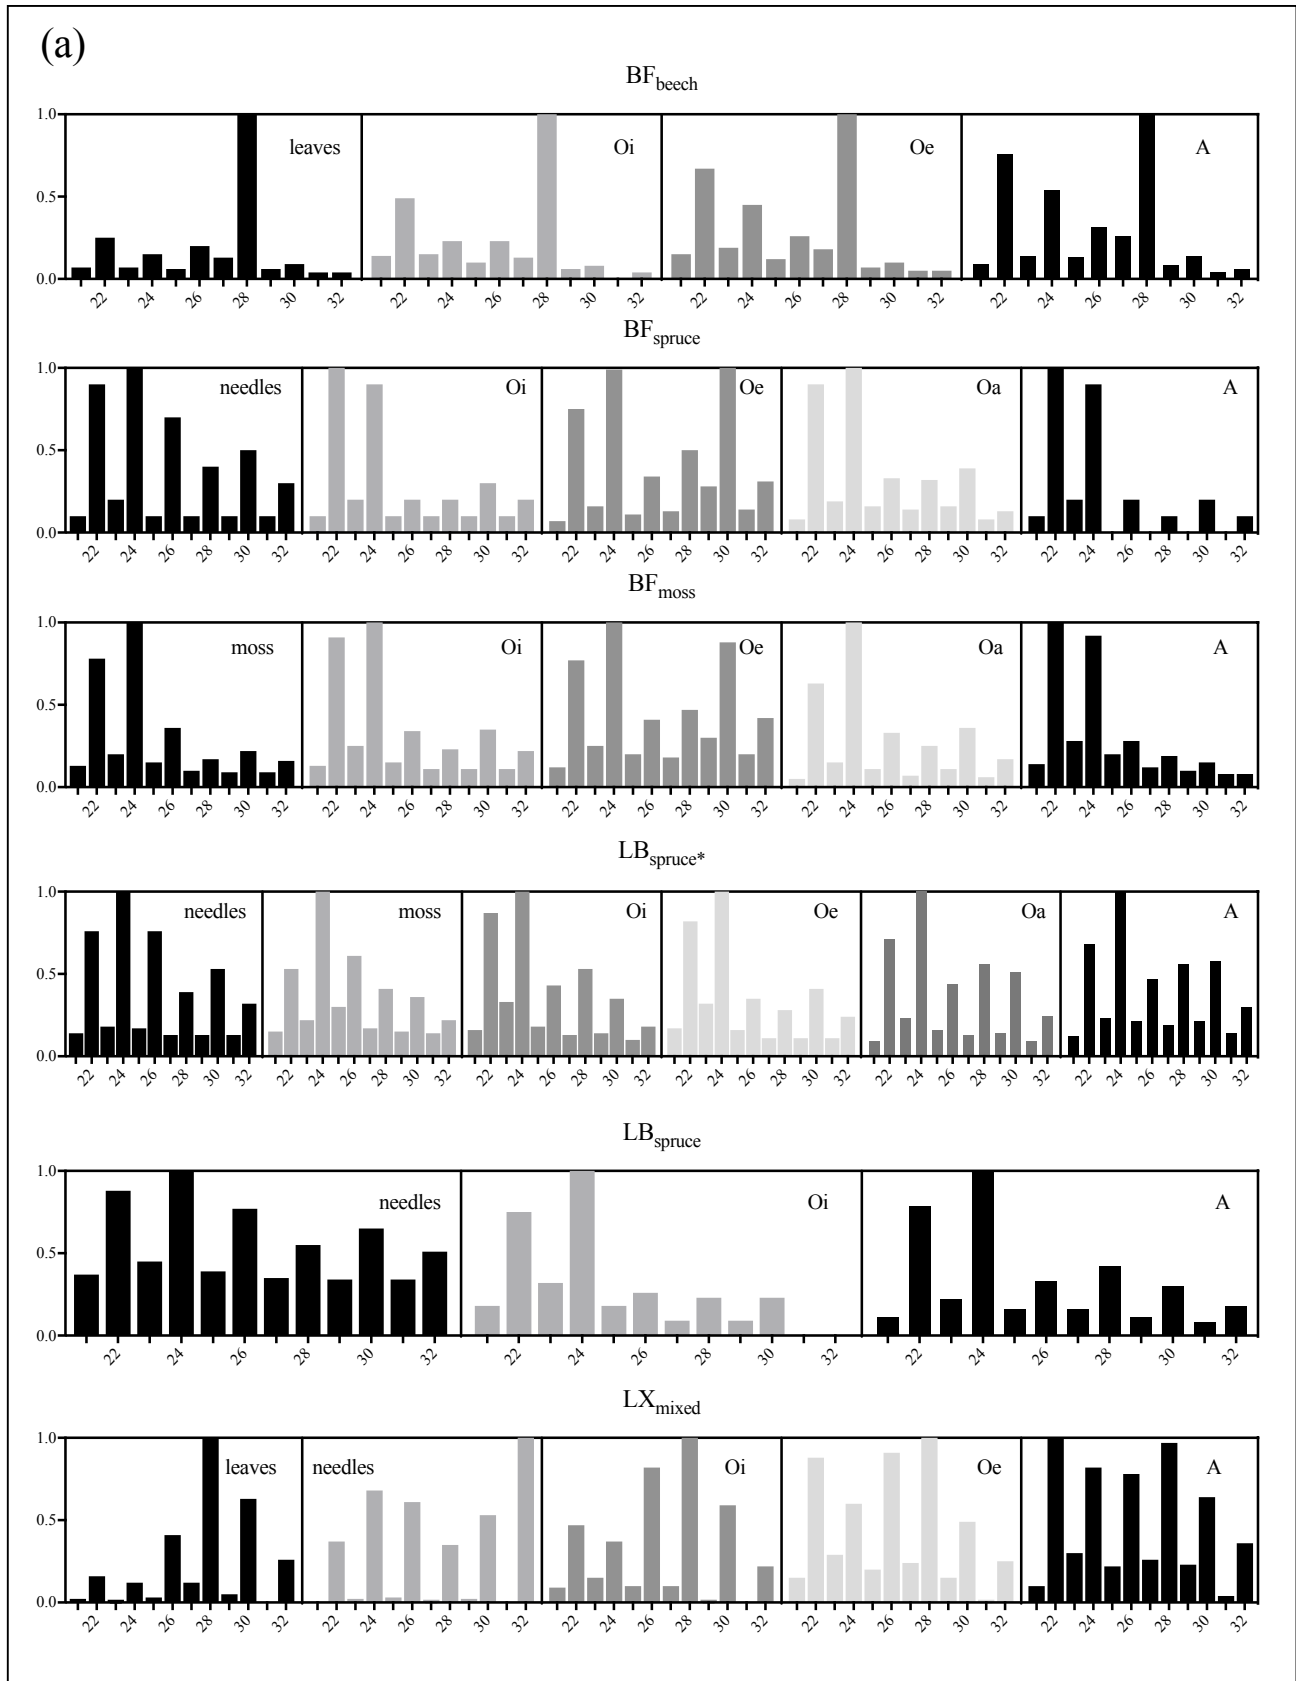 (a)
BFbeech
1.0 leaves Oi Oe A
0.5
0.0
22 24 26 28 30 32 22 24 26 28 30 32 22 24 26 28 30 32 22 24 26 28 30 32
BFspruce
1.0 needles Oi Oe Oa A
0.5
0.0
22 24 26 28 30 32 22 24 26 28 30 32 22 24 26 28 30 32 22 24 26 28 30 32 22 24 26 28 30 32
BFmoss
1.0 moss Oi Oe Oa A
0.5
0.0
22 24 26 28 30 32 22 24 26 28 30 32 22 24 26 28 30 32 22 24 26 28 30 32 22 24 26 28 30 32
LBspruce*
1.0 needles moss Oi Oe Oa A
0.5
0.0
22 24 26 28 30 32 22 24 26 28 30 32 22 24 26 28 30 32 22 24 26 28 30 32 22 24 26 28 30 32 22 24 26 28 30 32
LBspruce
1.0 needles Oi A
0.5
0.0
22 24 26 28 30 32 22 24 26 28 30 32 22 24 26 28 30 32
LXmixed
1.0 leaves needles Oi Oe A
0.5
0.0
22 24 26 28 30 32 22 24 26 28 30 32 22 24 26 28 30 32 22 24 26 28 30 32 22 24 26 28 30 32